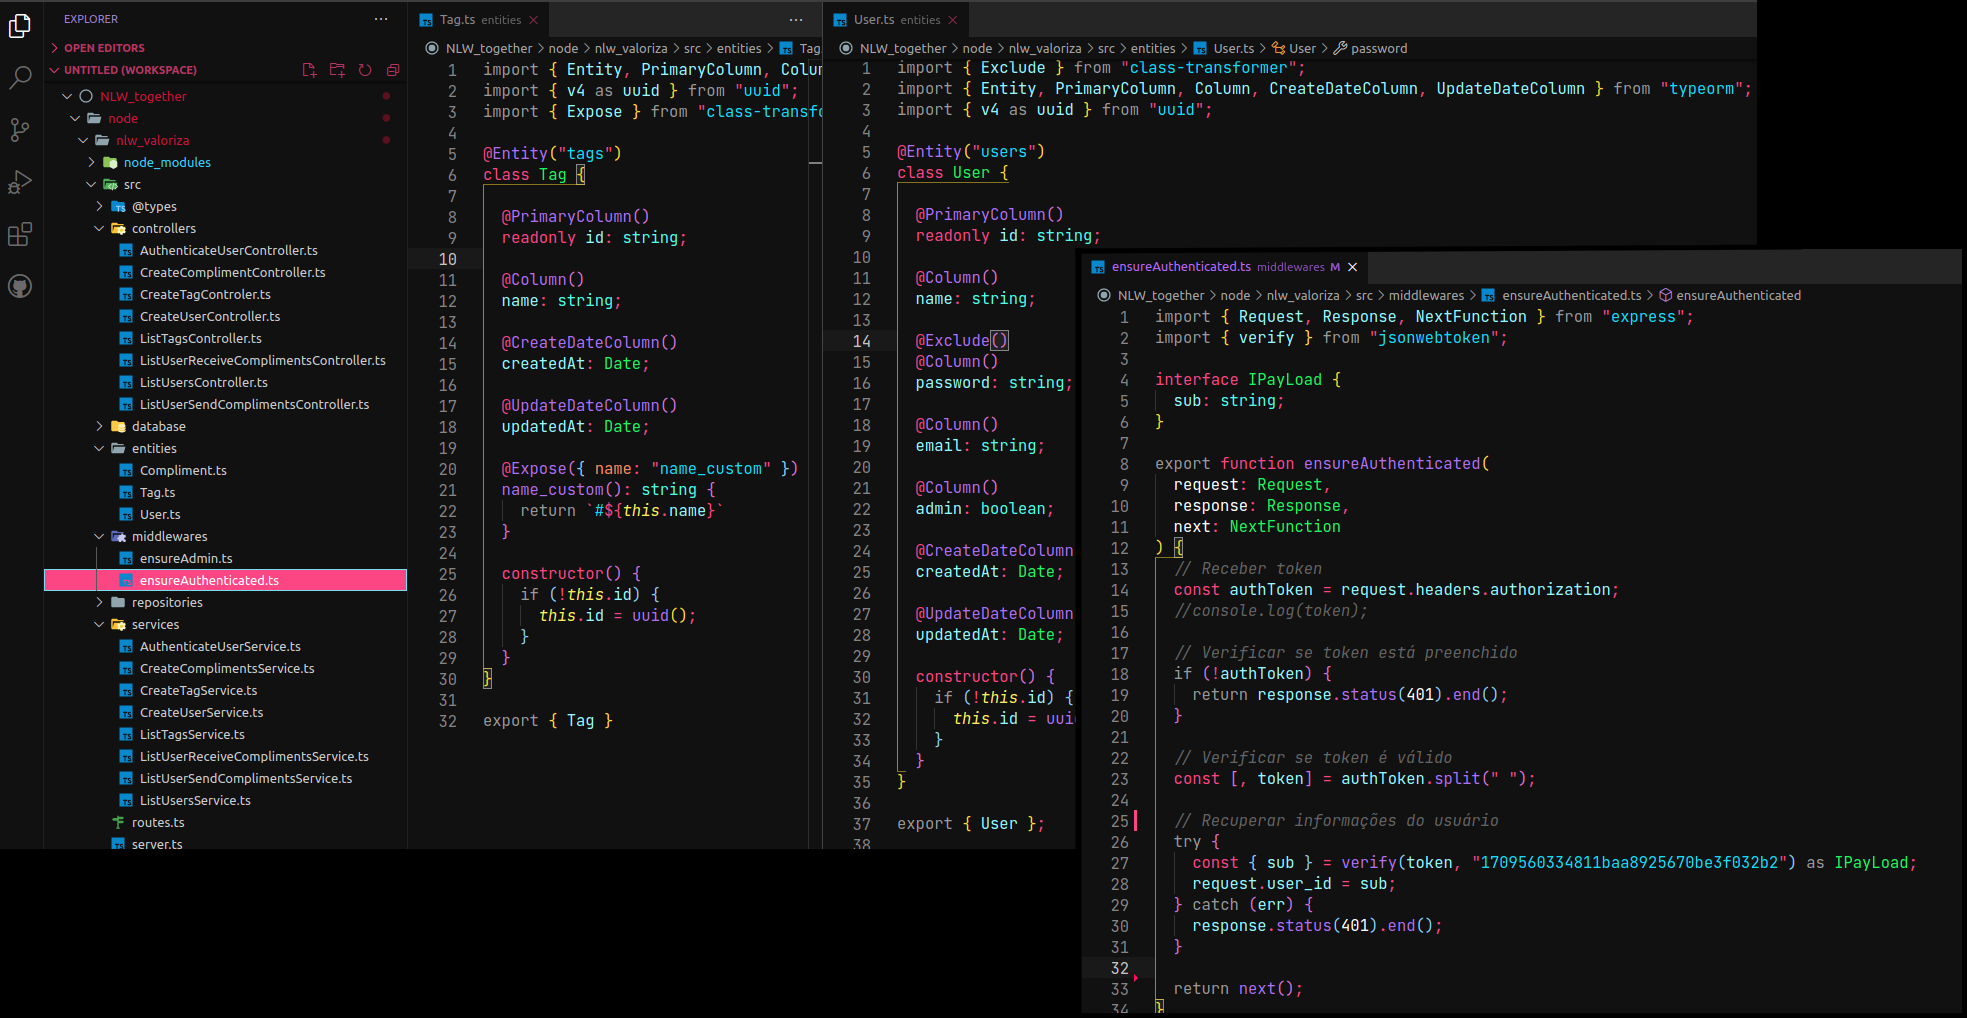 EXPLORER
OPEN EDITORS
UNTITLED (WORKSPACE)
NLW_together
node
nlw_valoriza
node_modules
src
@types
controllers
AuthenticateUserController.ts
CreateComplimentController.ts
CreateTagControler.ts
CreateUserController.ts
ListTagsController.ts
ListUserReceiveComplimentsController.ts
ListUsersController.ts
ListUserSendComplimentsController.ts
database
entities
Compliment.ts
Tag.ts
User.ts
middlewares
ensureAdmin.ts
ensureAuthenticated.ts
repositories
services
AuthenticateUserService.ts
CreateComplimentsService.ts
CreateTagService.ts
CreateUserService.ts
ListTagsService.ts
ListUserReceiveComplimentsService.ts
ListUserSendComplimentsService.ts
ListUsersService.ts
routes.ts
server.ts
Tag.ts entities
NLW_together > node > nlw_valoriza > src > entities > Tag
1 import { Entity, PrimaryColumn, Colu
2 import { v4 as uuid } from "uuid";
3 import { Expose } from "class-transfo
4
5 @Entity("tags")
6 class Tag {
7
8 @PrimaryColumn()
9 readonly id: string;
10
11 @Column()
12 name: string;
13
14 @CreateDateColumn()
15 createdAt: Date;
16
17 @UpdateDateColumn()
18 updatedAt: Date;
19
20 @Expose({ name: "name_custom" })
21 name_custom(): string {
22 return `#${this.name}`
23 }
24
25 constructor() {
26 if (!this.id) {
27 this.id = uuid();
28 }
29 }
30 }
31
32 export { Tag }
User.ts entities
NLW_together > node > nlw_valoriza > src > entities > User.ts > User > password
1 import { Exclude } from "class-transformer";
2 import { Entity, PrimaryColumn, Column, CreateDateColumn, UpdateDateColumn } from "typeorm";
3 import { v4 as uuid } from "uuid";
4
5 @Entity("users")
6 class User {
7
8 @PrimaryColumn()
9 readonly id: string;
10
11 @Column()
12 name: string;
13
14 @Exclude()
15 @Column()
16 password: string;
17
18 @Column()
19 email: string;
20
21 @Column()
22 admin: boolean;
23
24 @CreateDateColumn
25 createdAt: Date;
26
27 @UpdateDateColumn
28 updatedAt: Date;
29
30 constructor() {
31 if (!this.id) {
32 this.id = uui
33 }
34 }
35 }
36
37 export { User };
38
ensureAuthenticated.ts middlewares M
NLW_together > node > nlw_valoriza > src > middlewares > ensureAuthenticated.ts > ensureAuthenticated
1 import { Request, Response, NextFunction } from "express";
2 import { verify } from "jsonwebtoken";
3
4 interface IPayLoad {
5 sub: string;
6 }
7
8 export function ensureAuthenticated(
9 request: Request,
10 response: Response,
11 next: NextFunction
12 ) {
13 // Receber token
14 const authToken = request.headers.authorization;
15 //console.log(token);
16
17 // Verificar se token está preenchido
18 if (!authToken) {
19 return response.status(401).end();
20 }
21
22 // Verificar se token é válido
23 const [, token] = authToken.split(" ");
24
25 // Recuperar informações do usuário
26 try {
27 const { sub } = verify(token, "1709560334811baa8925670be3f032b2") as IPayLoad;
28 request.user_id = sub;
29 } catch (err) {
30 response.status(401).end();
31 }
32
33 return next();
34 }